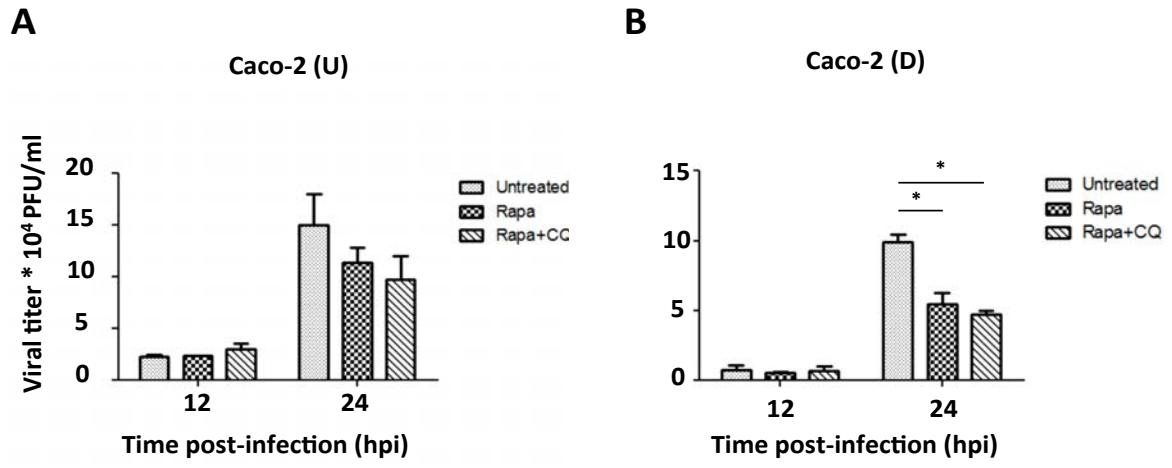 A
Caco-2 (U)
Viral titer * 10⁴ PFU/ml
20
15
10
5
0
12
24
Time post-infection (hpi)
Untreated
Rapa
Rapa+CQ
B
Caco-2 (D)
15
10
5
0
*
*
12
24
Time post-infection (hpi)
Untreated
Rapa
Rapa+CQ